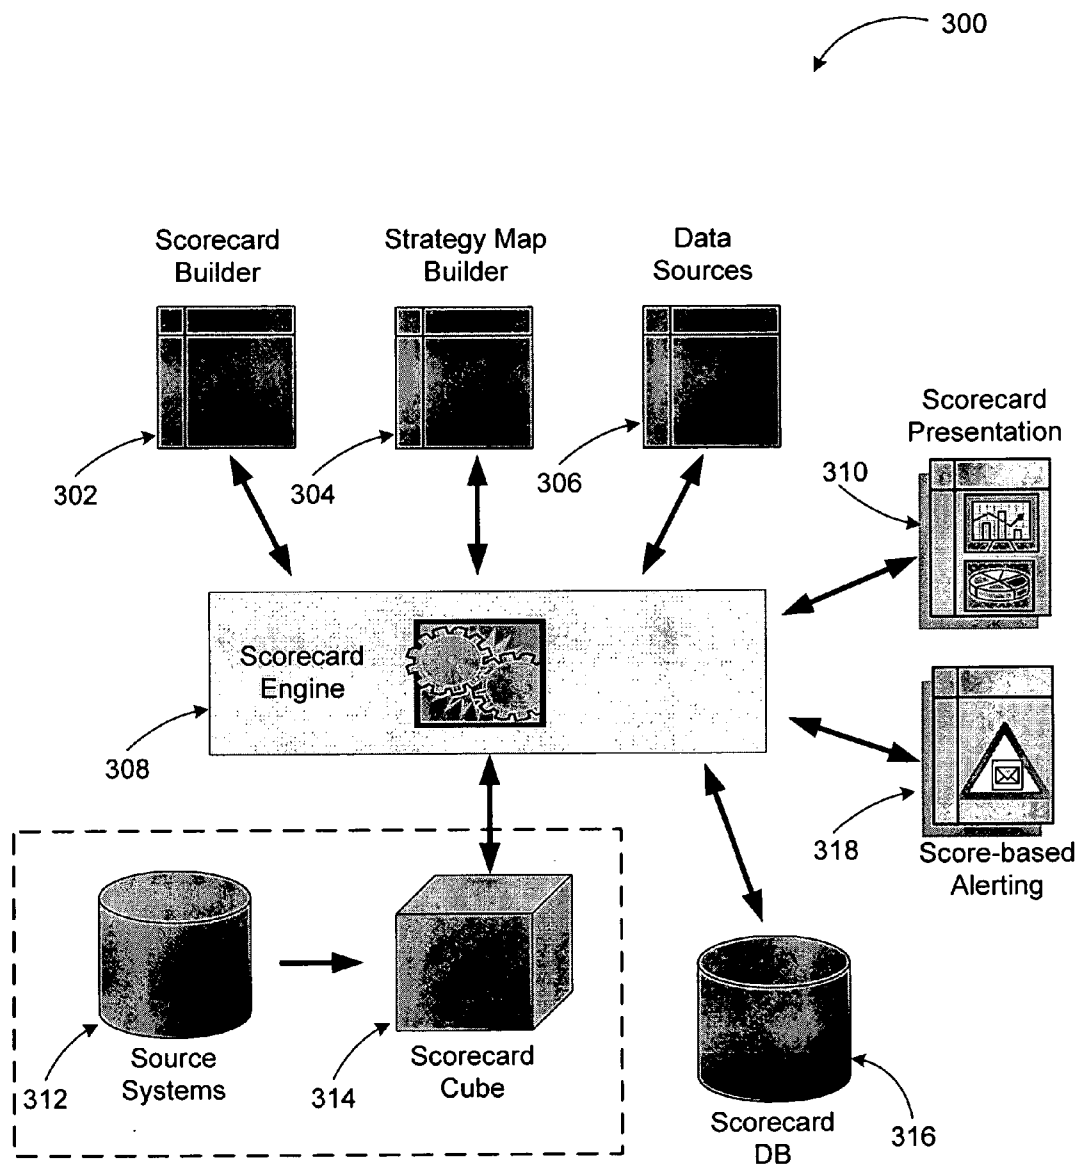 300
Scorecard
Builder
Strategy Map
Builder
Data
Sources
302
304
306
Scorecard
Presentation
310
Scorecard
Engine
308
318
Score-based
Alerting
Source
Systems
312
Scorecard
Cube
314
Scorecard
DB
316